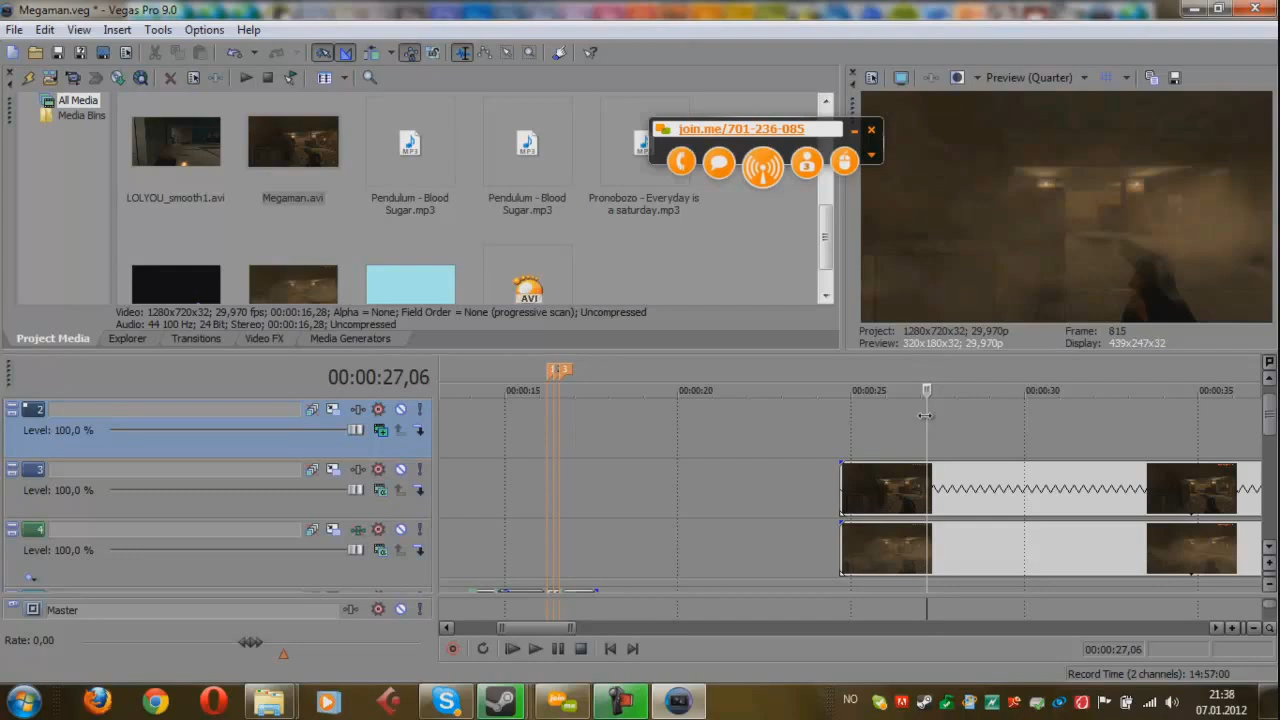 Megaman.veg * - Vegas Pro 9.0
File Edit View Insert Tools Options Help
All Media
Media Bins
LOLYOU_smooth1.avi
Megaman.avi
MP3
Pendulum - Blood
Sugar.mp3
MP3
Pendulum - Blood
Sugar.mp3
MP3
Pronobozo - Everyday is
a saturday.mp3
AVI
join.me/701-236-085
Preview (Quarter)
Video: 1280x720x32; 29,970 fps; 00:00:16,28; Alpha = None; Field Order = None (progressive scan); Uncompressed
Audio: 44 100 Hz; 24 Bit; Stereo; 00:00:16,28; Uncompressed
Project Media Explorer Transitions Video FX Media Generators
Project: 1280x720x32; 29,970p Frame: 815
Preview: 320x180x32; 29,970p Display: 439x247x32
00:00:27,06
3
00:00:15 00:00:20 00:00:25 00:00:30 00:00:35
2
Level: 100,0 %
3
Level: 100,0 %
4
Level: 100,0 %
Master
Rate: 0,00
00:00:27,06
Record Time (2 channels): 14:57:00
join me
NO
21:38
07.01.2012